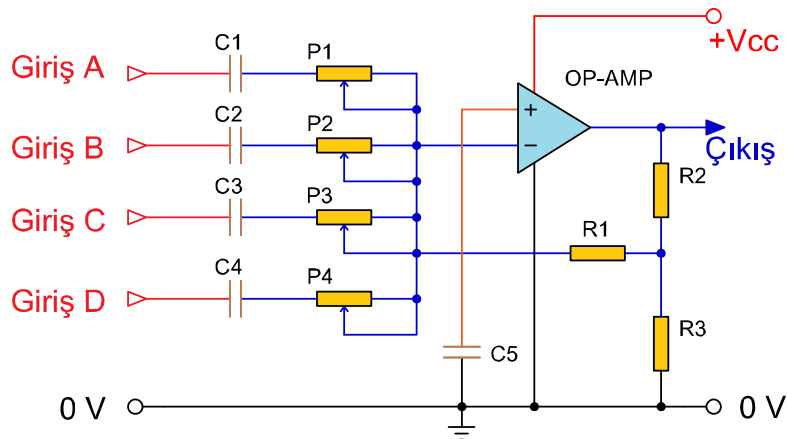 +Vcc
C1
P1
Giriş A
OP-AMP
+
C2
P2
Giriş B
−
Çıkış
R2
C3
P3
Giriş C
R1
C4
P4
Giriş D
R3
C5
0 V
0 V